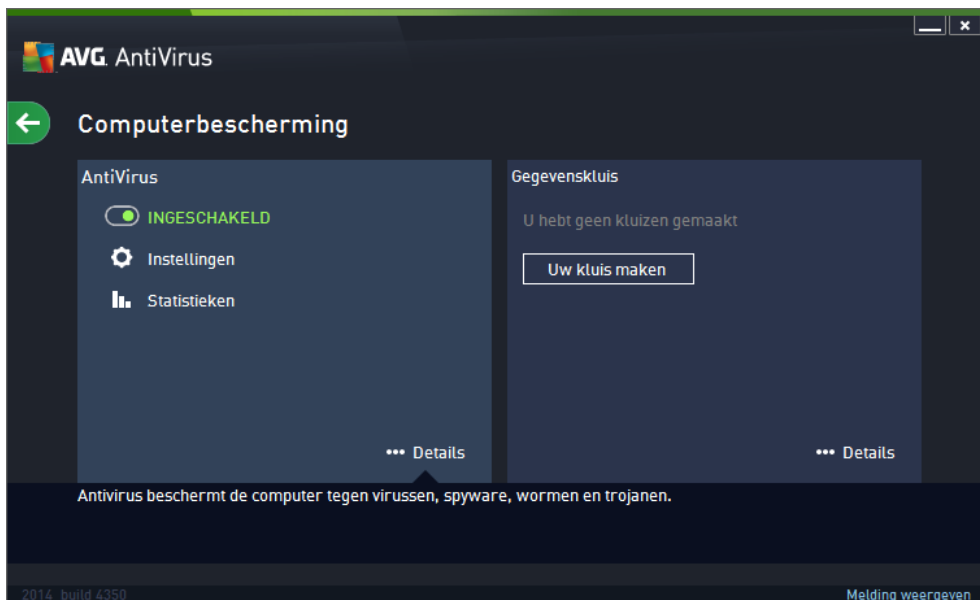 AVG. AntiVirus
Computerbescherming
AntiVirus
INGESCHAKELD
Instellingen
Statistieken
Details
Gegevenskluis
U hebt geen kluizen gemaakt
Uw kluis maken
Details
Antivirus beschermt de computer tegen virussen, spyware, wormen en trojanen.
2014 build 4350
Melding weergeven